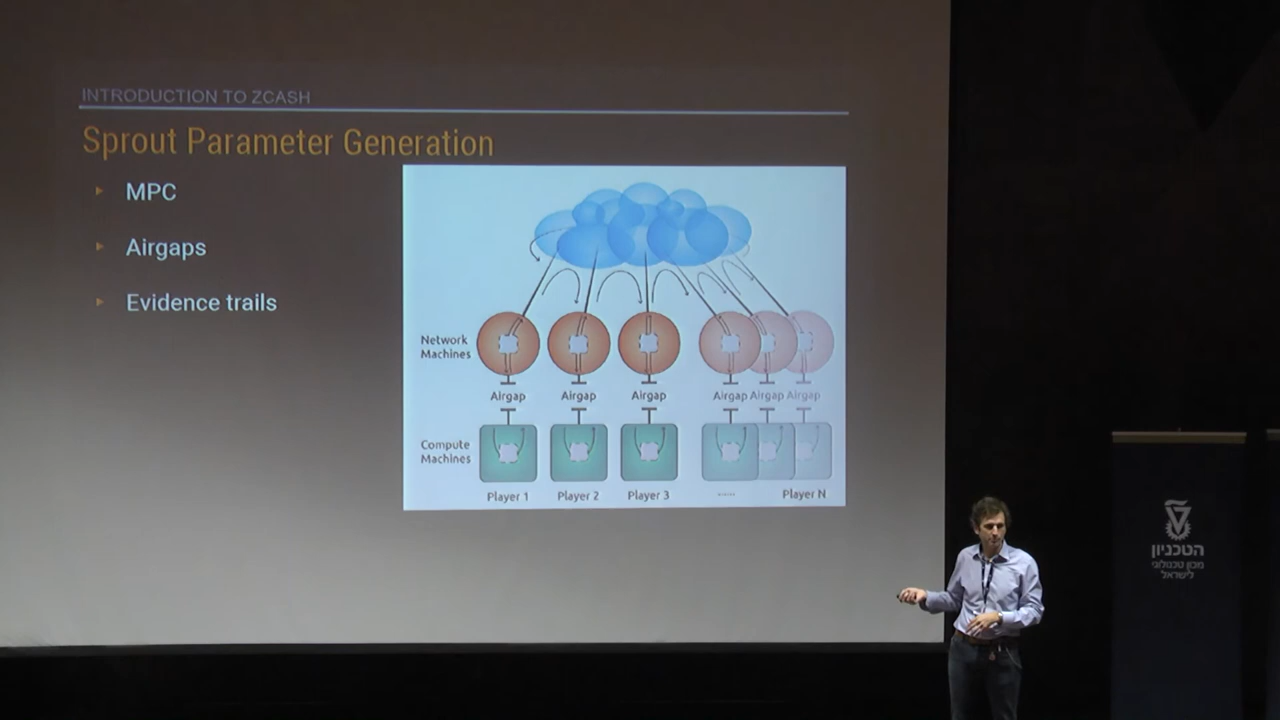 INTRODUCTION TO ZCASH
Sprout Parameter Generation
MPC
Airgaps
Evidence trails
Network
Machines
Airgap Airgap Airgap Airgap Airgap Airgap
Compute
Machines
Player 1 Player 2 Player 3 ...... Player N
הטכניון
מכון טכנולוגי
לישראל